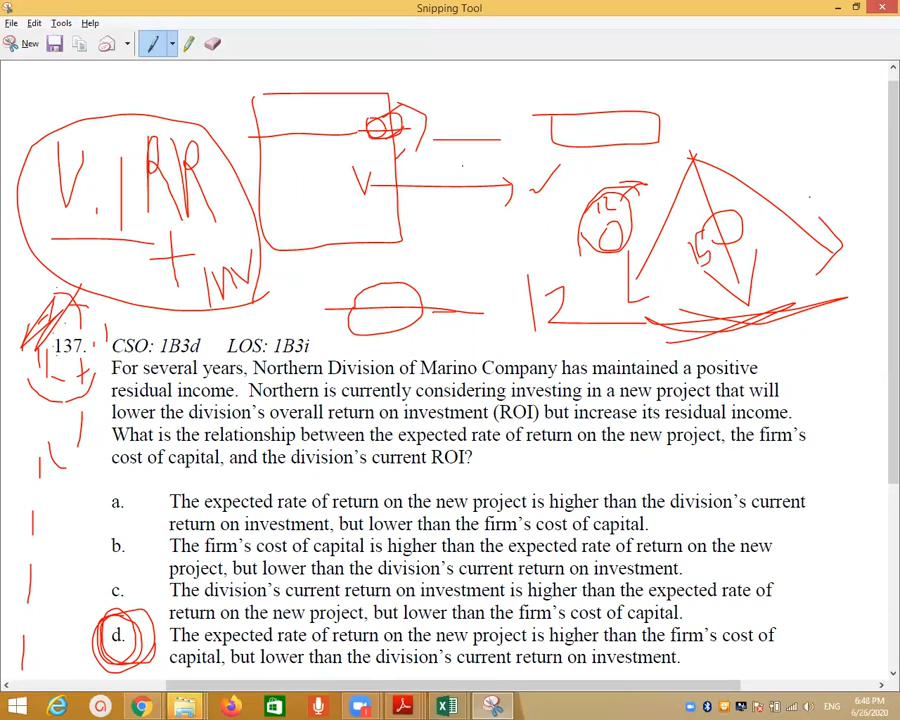 Snipping Tool
File Edit Tools Help
New
V. IRR
+ INV
12
12
15
137. CSO: 1B3d LOS: 1B3i
For several years, Northern Division of Marino Company has maintained a positive
residual income. Northern is currently considering investing in a new project that will
lower the division's overall return on investment (ROI) but increase its residual income.
What is the relationship between the expected rate of return on the new project, the firm's
cost of capital, and the division's current ROI?
a. The expected rate of return on the new project is higher than the division's current
return on investment, but lower than the firm's cost of capital.
b. The firm's cost of capital is higher than the expected rate of return on the new
project, but lower than the division's current return on investment.
c. The division's current return on investment is higher than the expected rate of
return on the new project, but lower than the firm's cost of capital.
d. The expected rate of return on the new project is higher than the firm's cost of
capital, but lower than the division's current return on investment.
ENG 6:48 PM
6/26/2020